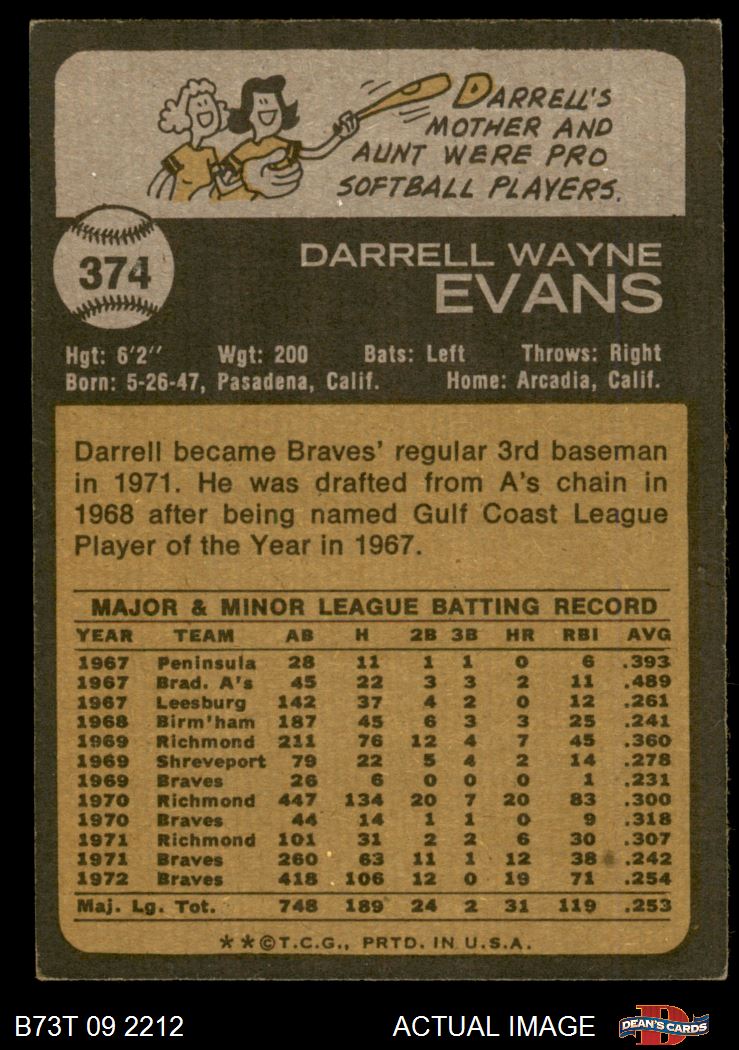 DARRELL'S
MOTHER AND
AUNT WERE PRO
SOFTBALL PLAYERS.
374
DARRELL WAYNE
EVANS
Hgt: 6'2" Wgt: 200 Bats: Left Throws: Right
Born: 5-26-47, Pasadena, Calif. Home: Arcadia, Calif.
Darrell became Braves' regular 3rd baseman
in 1971. He was drafted from A's chain in
1968 after being named Gulf Coast League
Player of the Year in 1967.
MAJOR & MINOR LEAGUE BATTING RECORD
YEAR TEAM AB H 2B 3B HR RBI AVG
1967 Peninsula 28 11 1 1 0 6 .393
1967 Brad. A's 45 22 3 3 2 11 .489
1967 Leesburg 142 37 4 2 0 12 .261
1968 Birm'ham 187 45 6 3 3 25 .241
1969 Richmond 211 76 12 4 7 45 .360
1969 Shreveport 79 22 5 4 2 14 .278
1969 Braves 26 6 0 0 0 1 .231
1970 Richmond 447 134 20 7 20 83 .300
1970 Braves 44 14 1 1 0 9 .318
1971 Richmond 101 31 2 2 6 30 .307
1971 Braves 260 63 11 1 12 38 .242
1972 Braves 418 106 12 0 19 71 .254
Maj. Lg. Tot. 748 189 24 2 31 119 .253
**©T.C.G., PRTD. IN U.S.A.
B73T 09 2212 ACTUAL IMAGE D DEAN'S CARDS